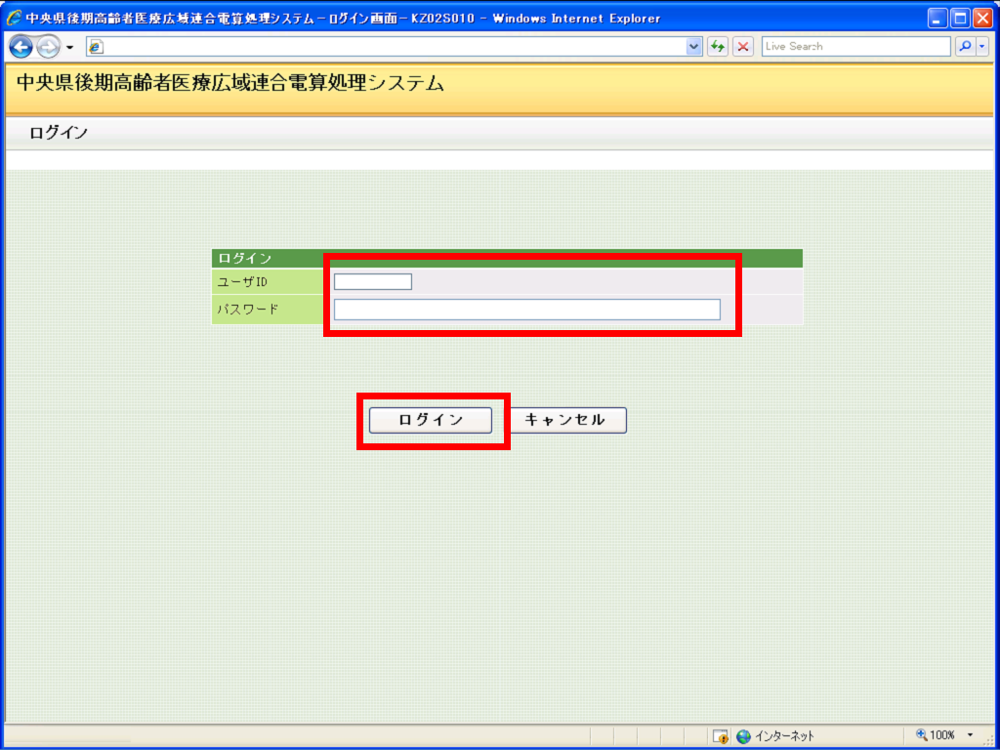 中央県後期高齢者医療広域連合電算処理システム－ログイン画面－KZ02S010 - Windows Internet Explorer
Live Search
中央県後期高齢者医療広域連合電算処理システム
ログイン
ログイン
ユーザID
パスワード
ログイン キャンセル
インターネット 100%